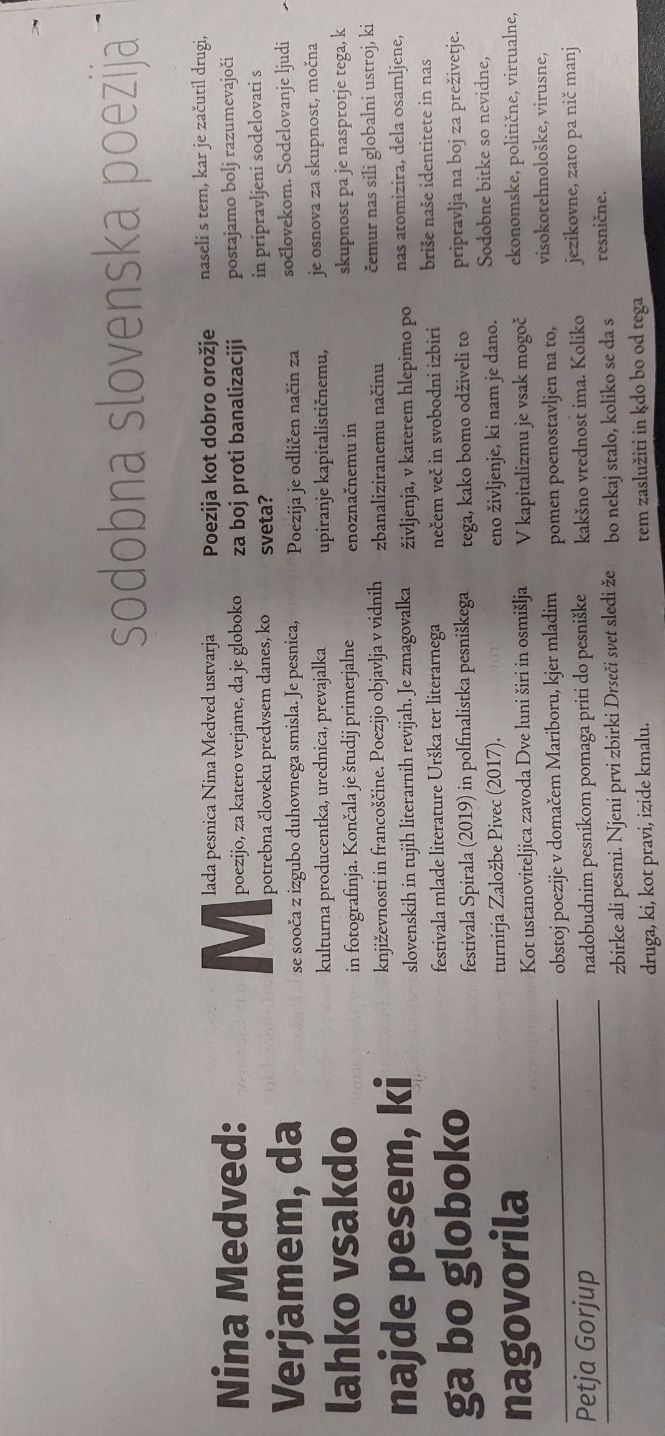 sodobna slovenska poezija
Nina Medved:
Verjamem, da
lahko vsakdo
najde pesem, ki
ga bo globoko
nagovorila
Petja Gorjup
Mlada pesnica Nina Medved ustvarja
poezijo, za katero verjame, da je globoko
potrebna človeku predvsem danes, ko
se sooča z izgubo duhovnega smisla. Je pesnica,
kulturna producentka, urednica, prevajalka
in fotografinja. Končala je študij primerjalne
književnosti in francoščine. Poezijo objavlja v vidnih
slovenskih in tujih literarnih revijah. Je zmagovalka
festivala mlade literature Urška ter literarnega
festivala Spirala (2019) in polfinalistka pesniškega
turnirja Založbe Pivec (2017).
Kot ustanoviteljica zavoda Dve luni širi in osmišlja
obstoj poezije v domačem Mariboru, kjer mladim
nadobudnim pesnikom pomaga priti do pesniške
zbirke ali pesmi. Njeni prvi zbirki Drseči svet sledi že
druga, ki, kot pravi, izide kmalu.
Poezija kot dobro orožje
za boj proti banalizaciji
sveta?
Poezija je odličen način za
upiranje kapitalističnemu,
enoznačnemu in
zbanaliziranemu načinu
življenja, v katerem hlepimo po
nečem več in svobodni izbiri
tega, kako bomo odživeli to
eno življenje, ki nam je dano.
V kapitalizmu je vsak mogoč
pomen poenostavljen na to,
kakšno vrednost ima. Koliko
bo nekaj stalo, koliko se da s
tem zaslužiti in kdo bo od tega
naseli s tem, kar je začutil drugi,
postajamo bolj razumevajoči
in pripravljeni sodelovati s
sočlovekom. Sodelovanje ljudi
je osnova za skupnost, močna
skupnost pa je nasprotje tega, k
čemur nas sili globalni ustroj, ki
nas atomizira, dela osamljene,
briše naše identitete in nas
pripravlja na boj za preživetje.
Sodobne bitke so nevidne,
ekonomske, politične, virtualne,
visokotehnološke, virusne,
jezikovne, zato pa nič manj
resnične.